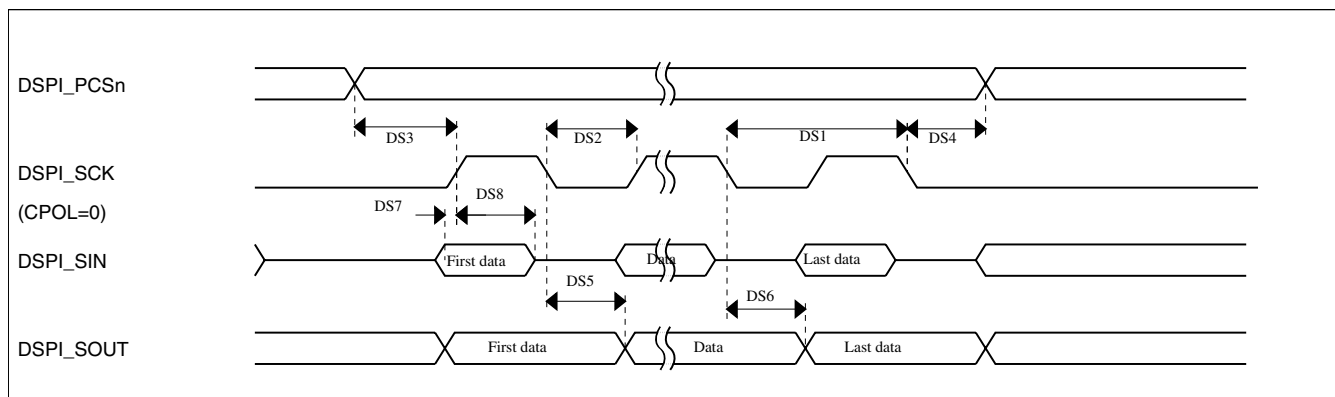 DSPI_PCSn
DS3
DS2
DS1
DS4
DSPI_SCK
(CPOL=0)
DS7
DS8
DSPI_SIN
First data
Data
Last data
DS5
DS6
DSPI_SOUT
First data
Data
Last data